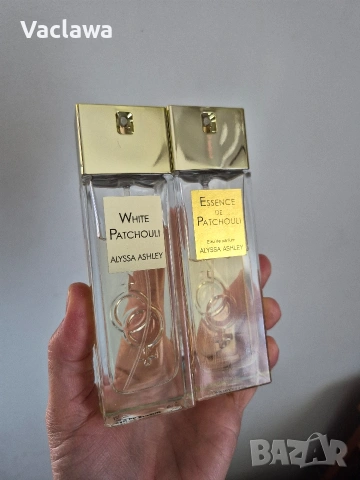 Vaclawa
WHITE
PATCHOULI
ALYSSA ASHLEY
ESSENCE
DE
PATCHOULI
Eau de parfum
ALYSSA ASHLEY
BAZAR